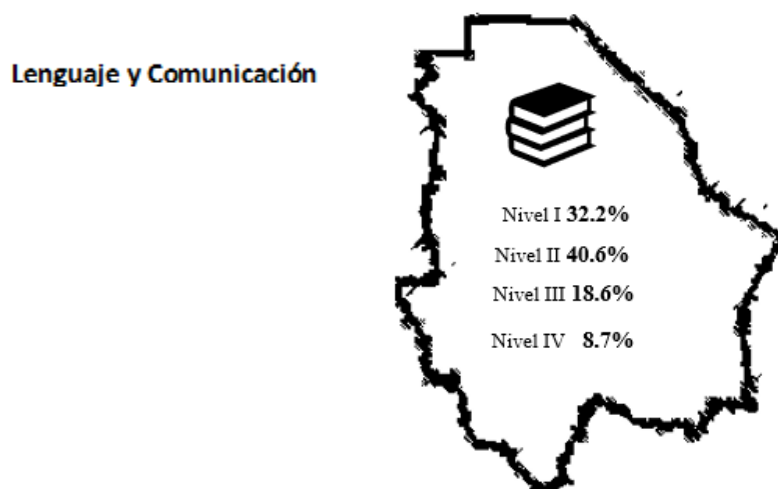 Lenguaje y Comunicación
Nivel I 32.2%
Nivel II 40.6%
Nivel III 18.6%
Nivel IV 8.7%